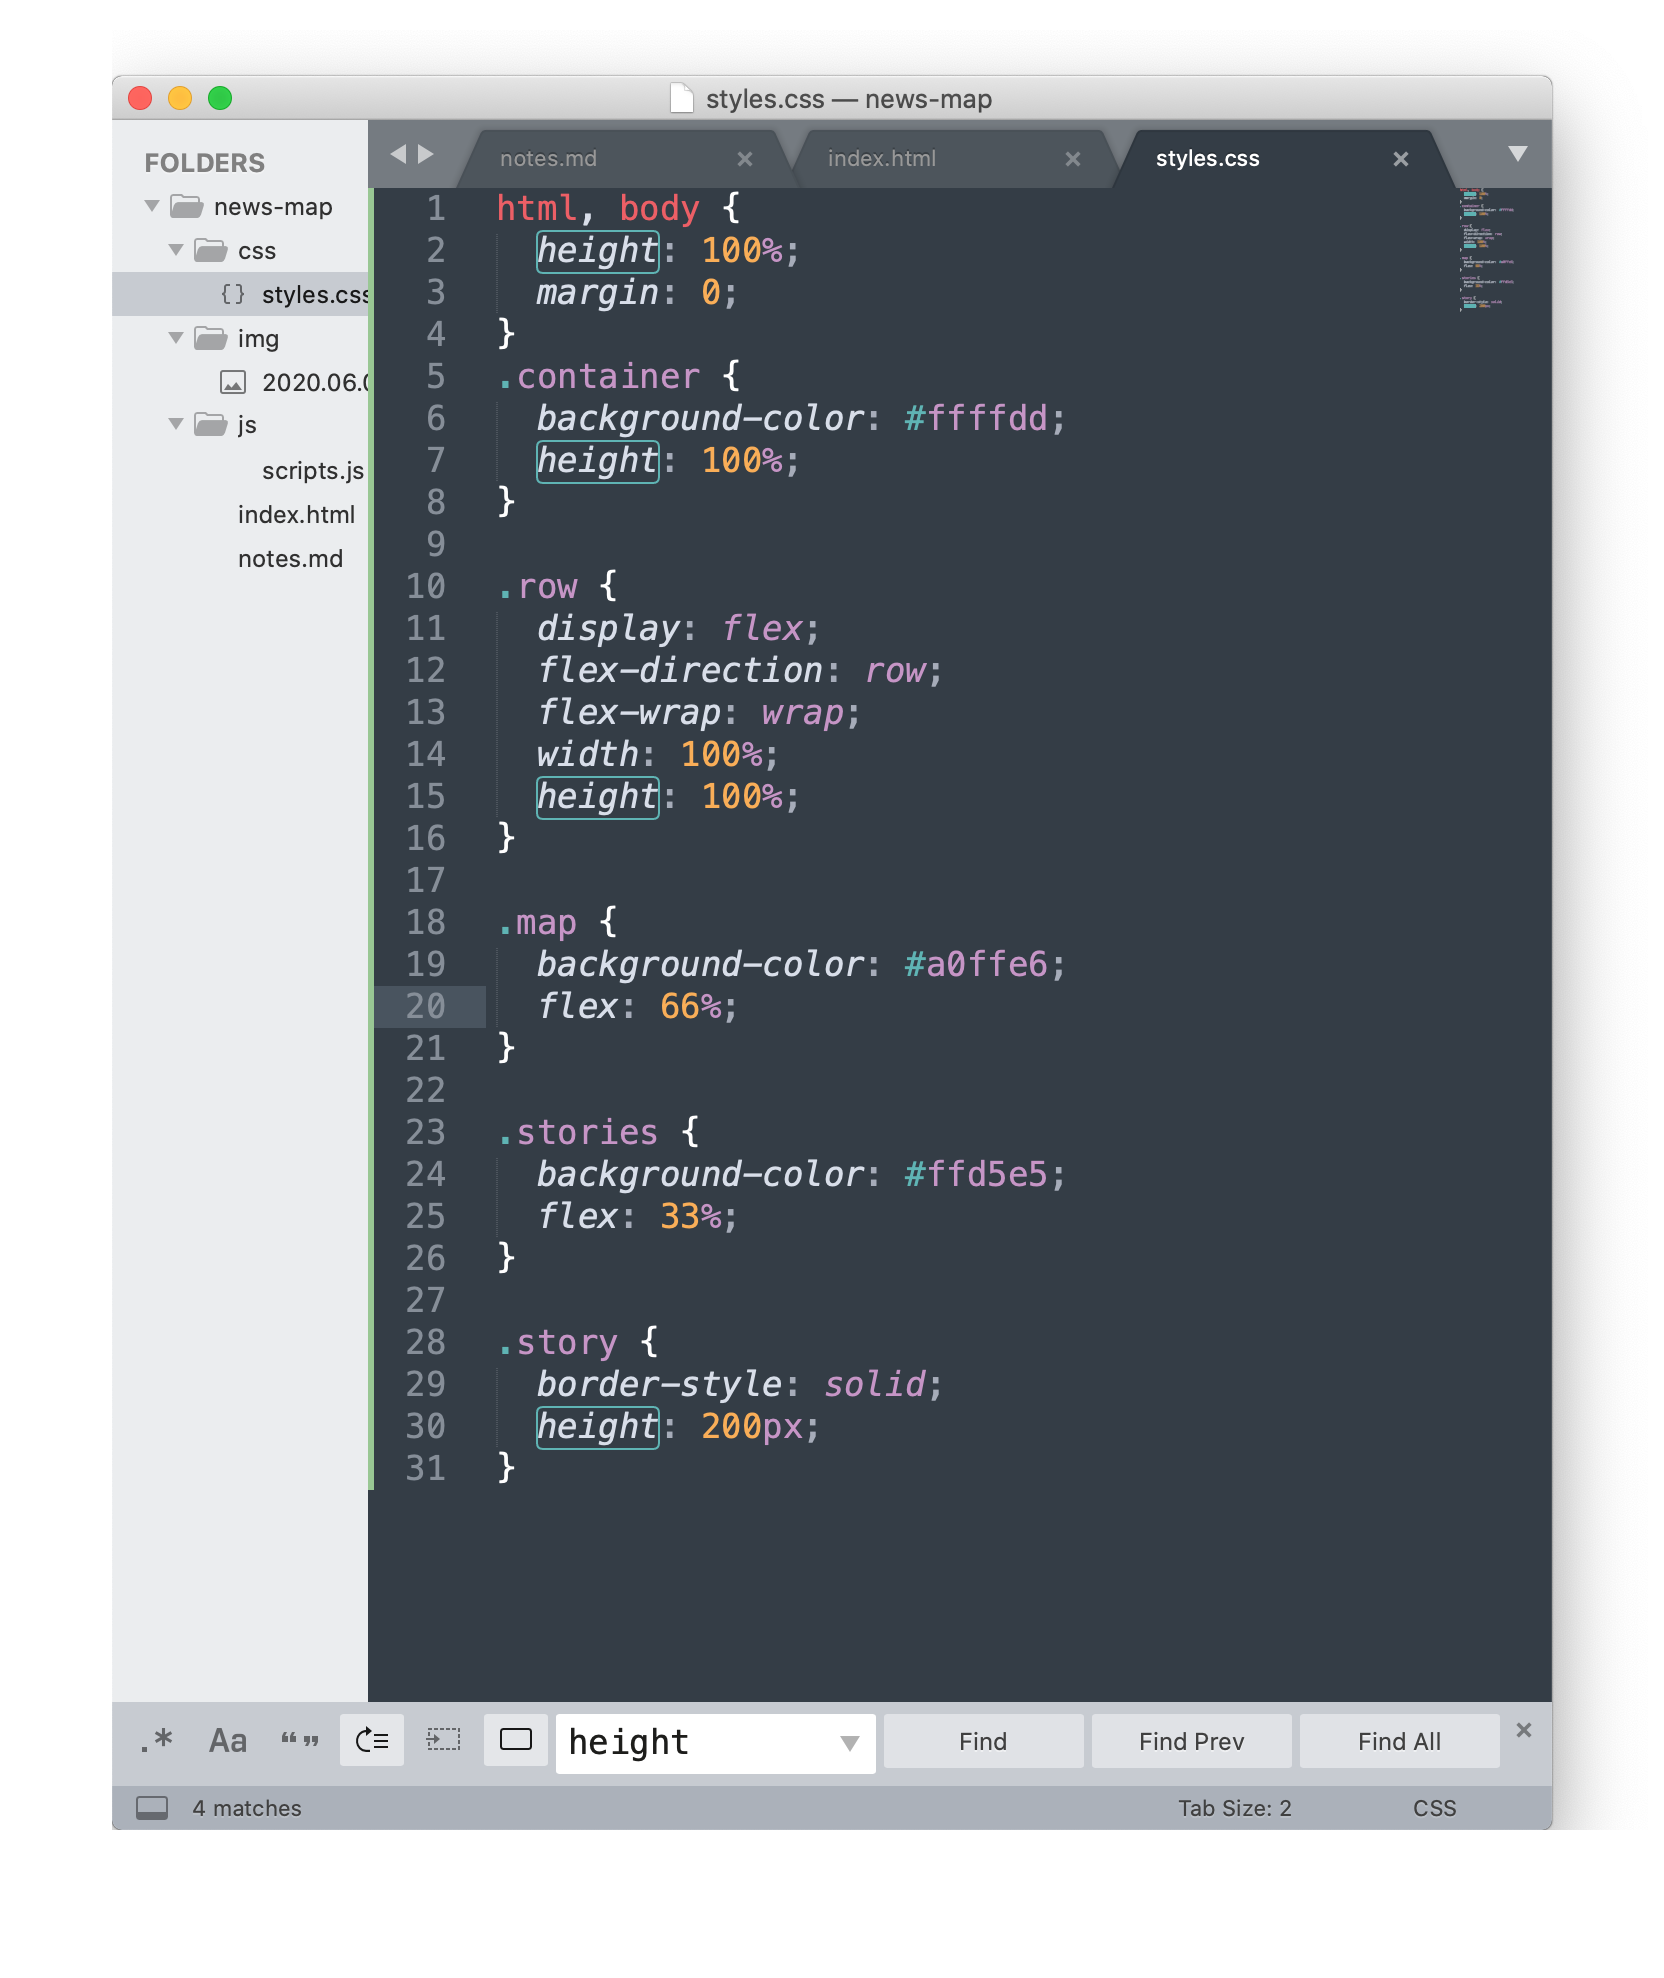 styles.css — news-map
FOLDERS
news-map
css
{} styles.css
img
2020.06.0
js
scripts.js
index.html
notes.md
notes.md × index.html × styles.css ×
1 html, body {
2 height: 100%;
3 margin: 0;
4 }
5 .container {
6 background-color: #ffffdd;
7 height: 100%;
8 }
9
10 .row {
11 display: flex;
12 flex-direction: row;
13 flex-wrap: wrap;
14 width: 100%;
15 height: 100%;
16 }
17
18 .map {
19 background-color: #a0ffe6;
20 flex: 66%;
21 }
22
23 .stories {
24 background-color: #ffd5e5;
25 flex: 33%;
26 }
27
28 .story {
29 border-style: solid;
30 height: 200px;
31 }
.* Aa “” height Find Find Prev Find All ×
4 matches Tab Size: 2 CSS